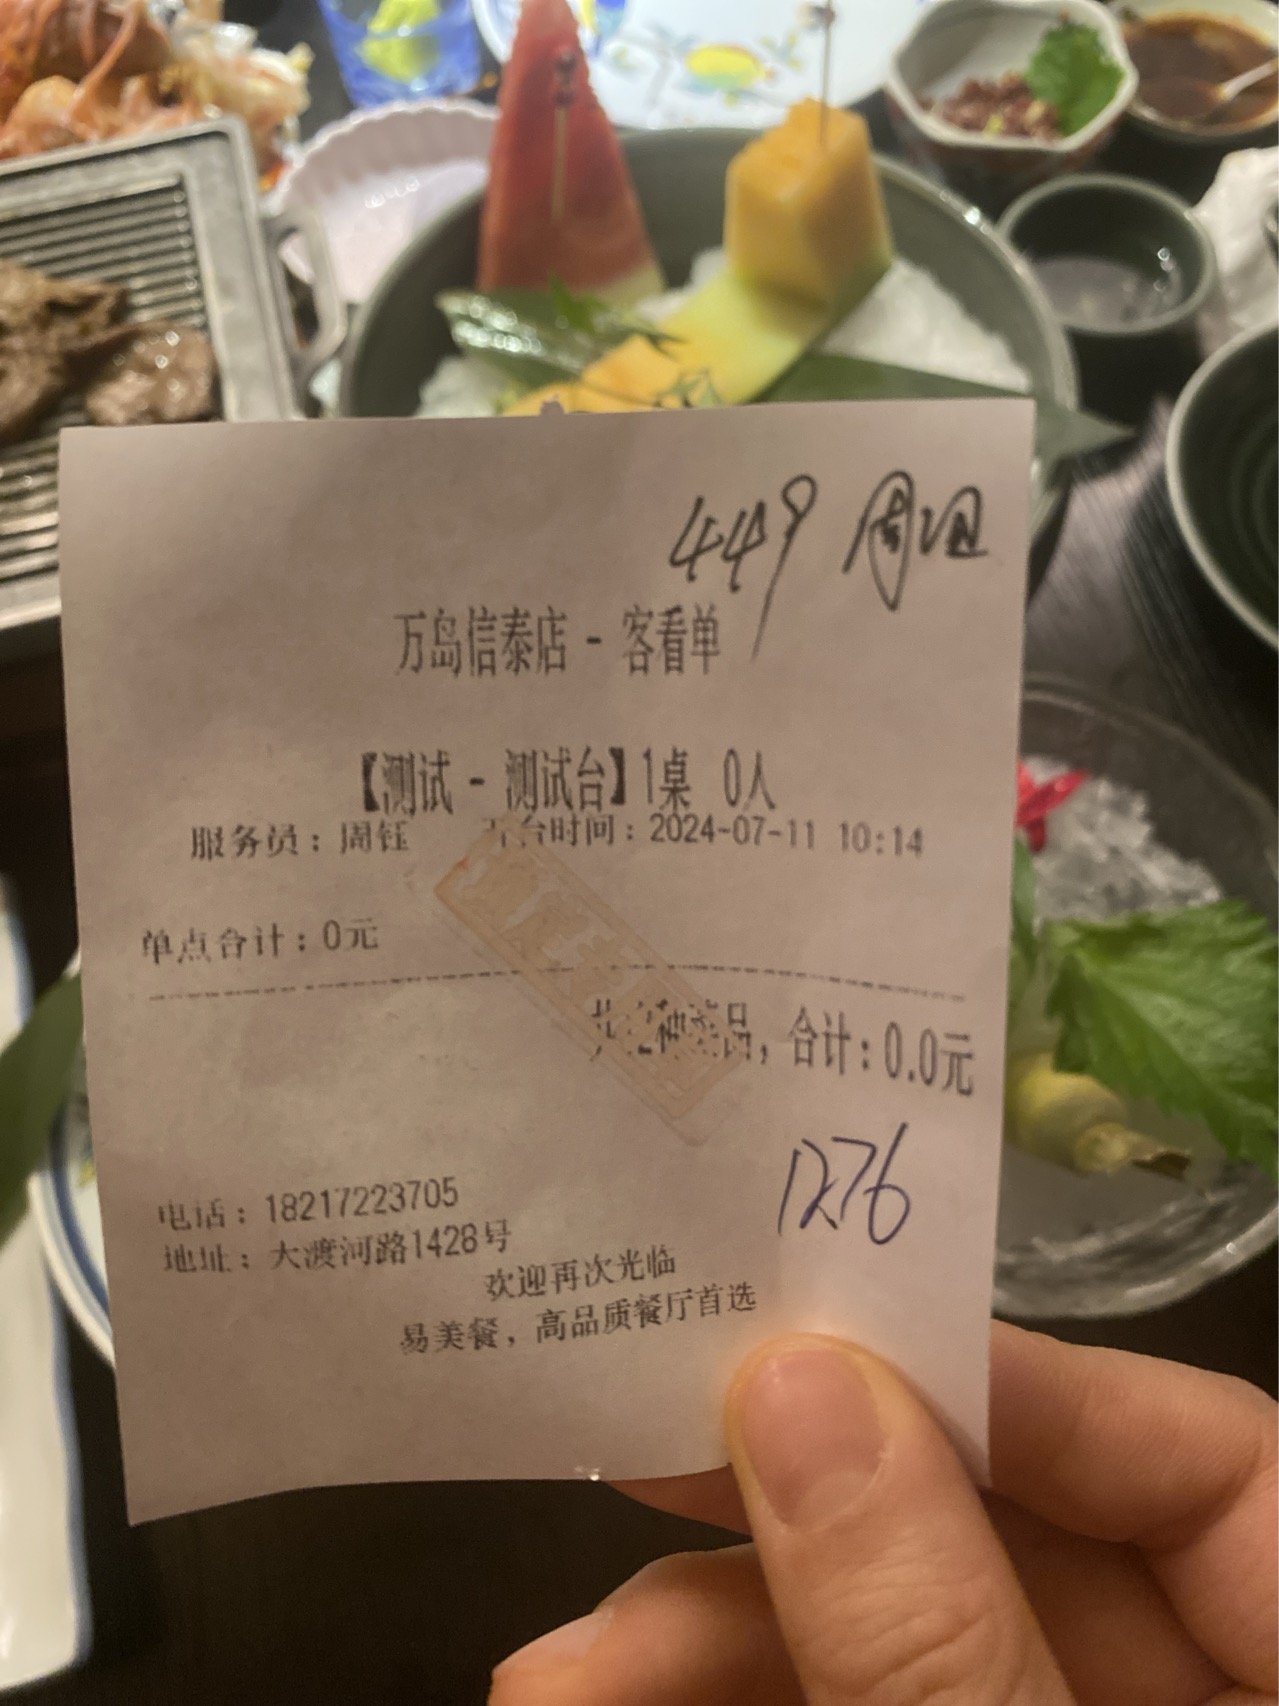 449 周
万岛信泰店 - 客看单
【测试 - 测试台】1桌 0人
服务员：周钰 开台时间：2024-07-11 10:14
单点合计：0元
品，合计：0.0元
1276
电话：18217223705
地址：大渡河路1428号
欢迎再次光临
易美餐，高品质餐厅首选